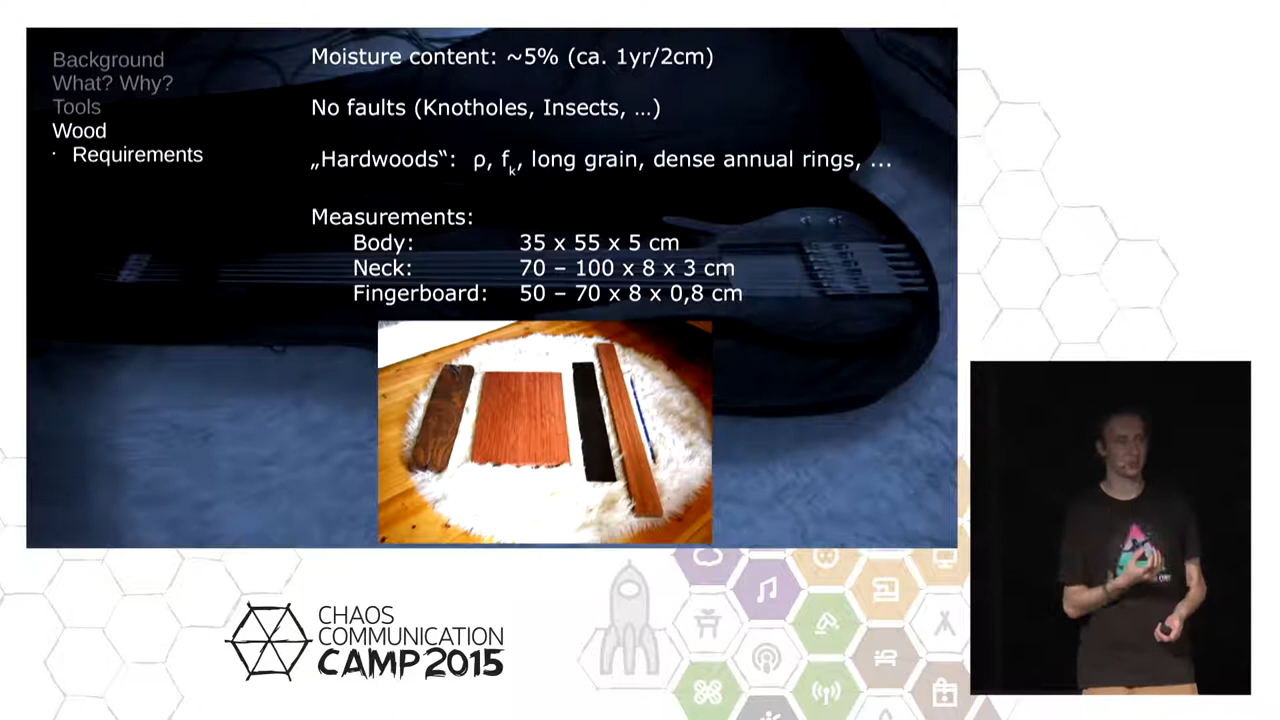 Background
What? Why?
Tools
Wood
· Requirements
Moisture content: ~5% (ca. 1yr/2cm)
No faults (Knotholes, Insects, …)
„Hardwoods“: ρ, fk, long grain, dense annual rings, ...
Measurements:
Body: 35 x 55 x 5 cm
Neck: 70 – 100 x 8 x 3 cm
Fingerboard: 50 – 70 x 8 x 0,8 cm
CHAOS
COMMUNICATION
CAMP 2015